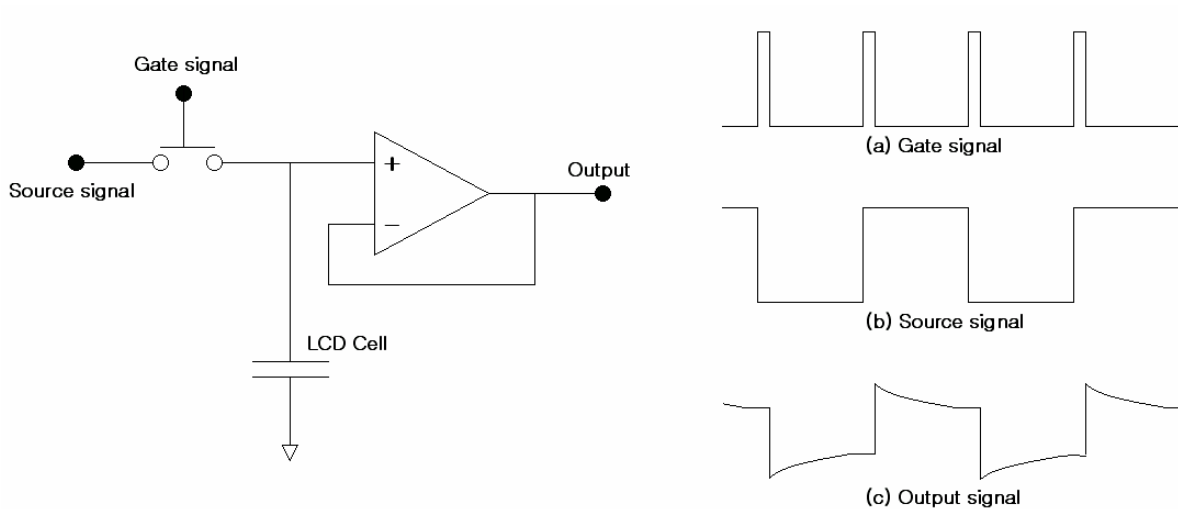 Gate signal
Source signal
+
−
Output
LCD Cell
(a) Gate signal
(b) Source signal
(c) Output signal